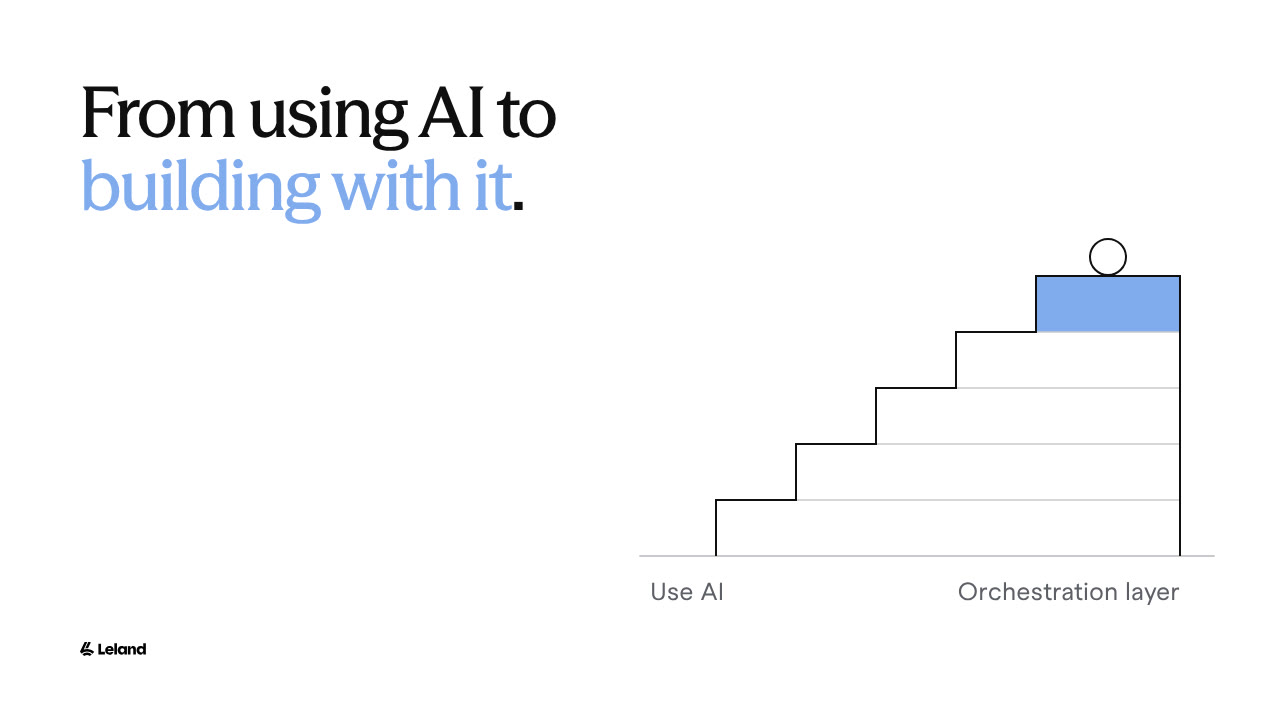 From using AI to
building with it.
Use AI
Orchestration layer
Leland